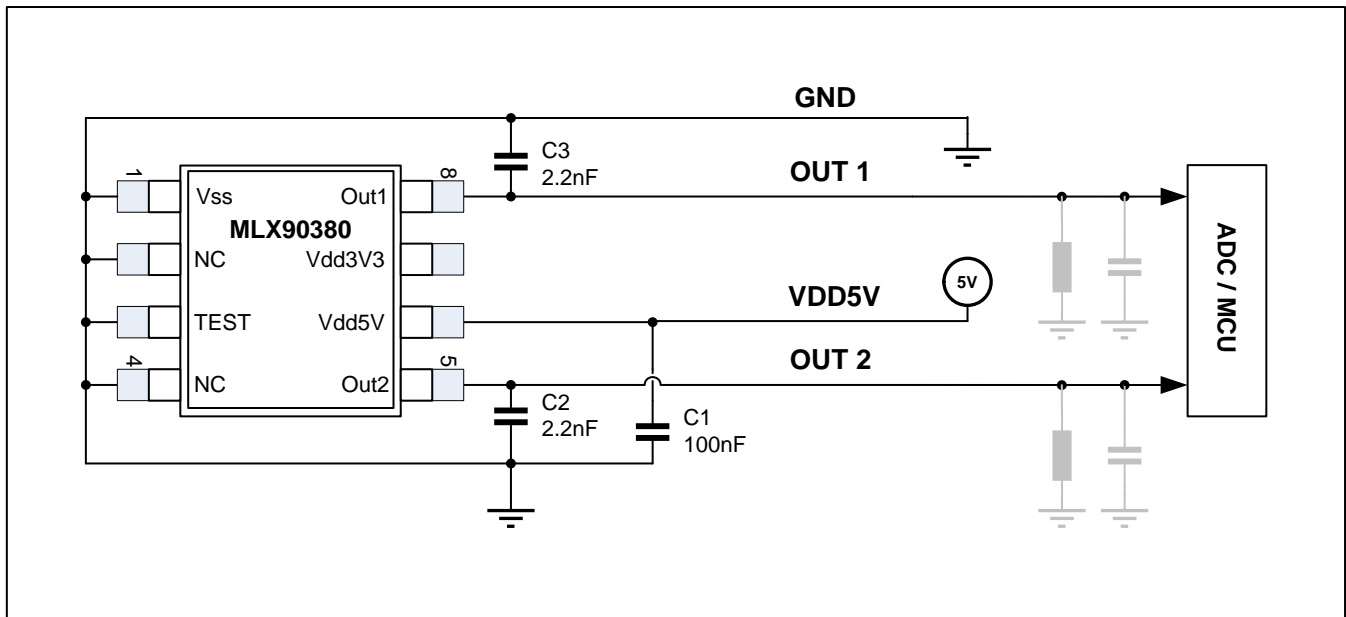 GND
C3
2.2nF
OUT 1
1
8
Vss
Out1
MLX90380
NC
Vdd3V3
TEST
Vdd5V
VDD5V
5V
ADC / MCU
4
5
NC
Out2
OUT 2
C2
2.2nF
C1
100nF